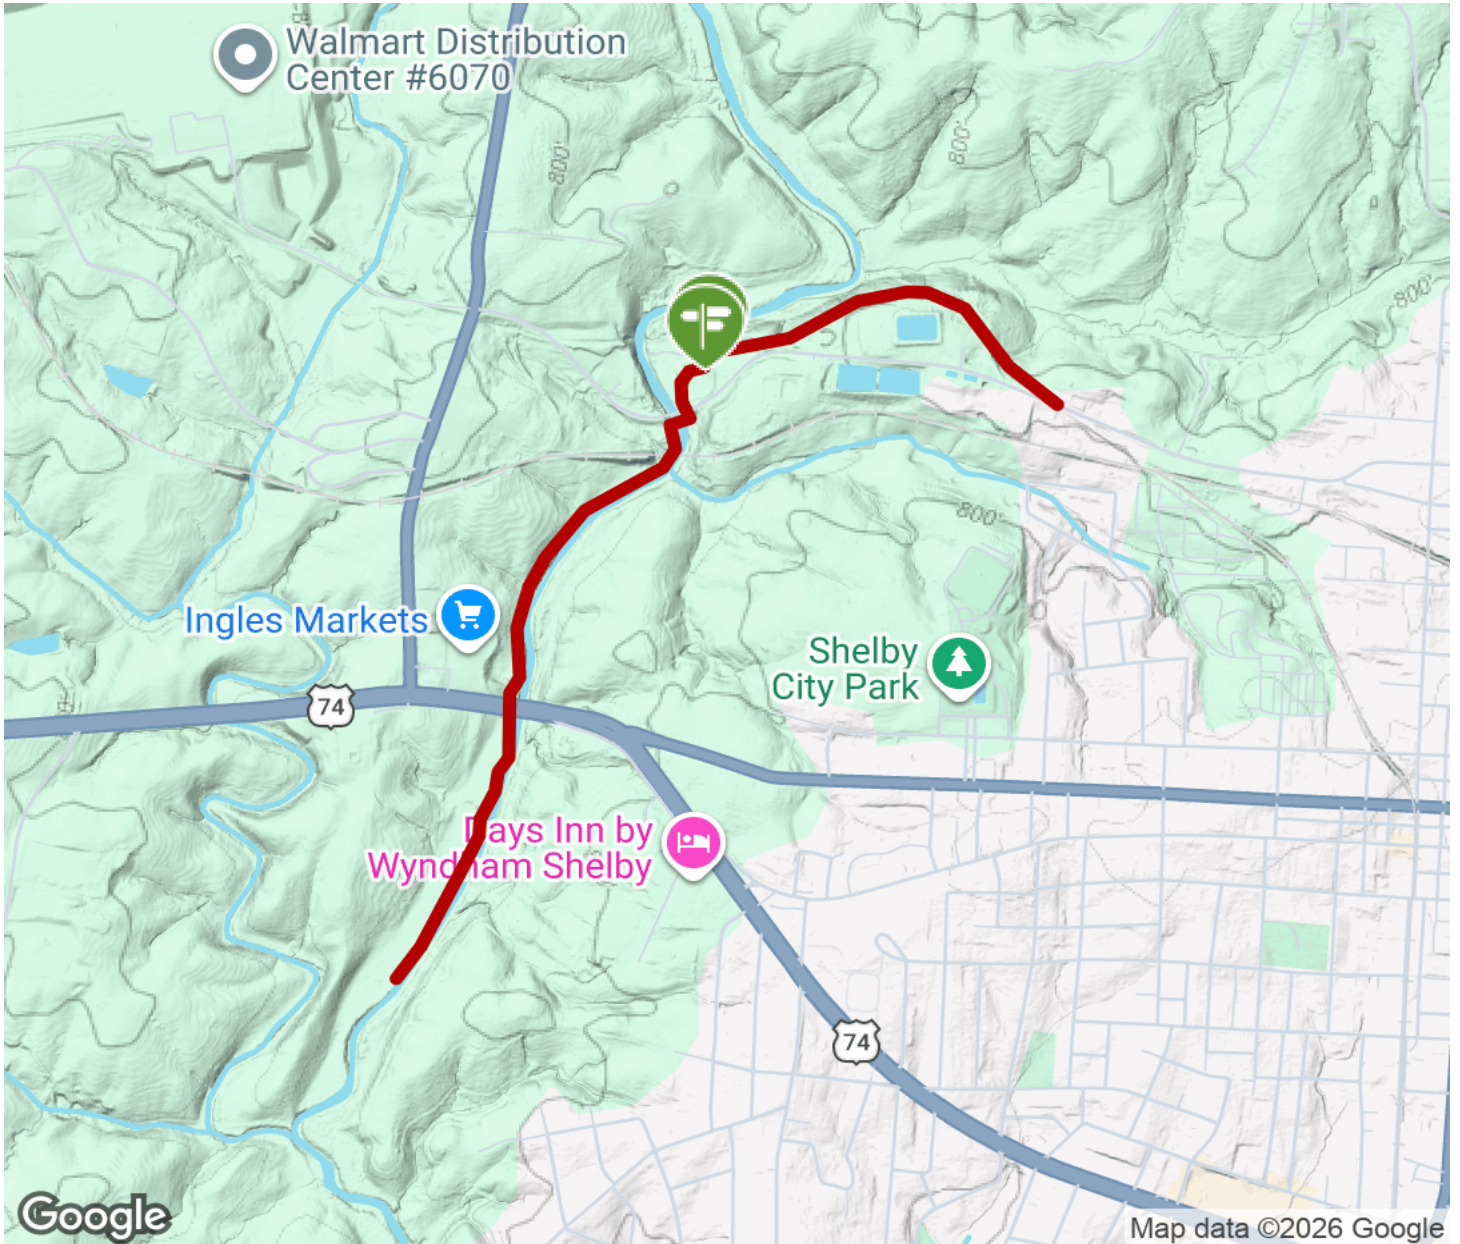 Walmart Distribution
Center #6070
800'
800'
800'
800'
Ingles Markets
Shelby
City Park
74
Days Inn by
Wyndham Shelby
74
Google
Map data ©2026 Google